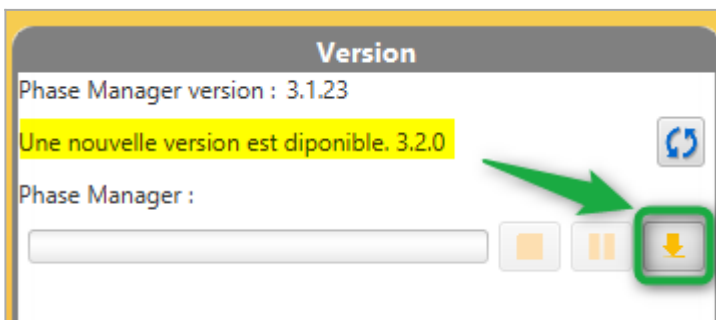 Version
Phase Manager version : 3.1.23
Une nouvelle version est diponible. 3.2.0
Phase Manager :